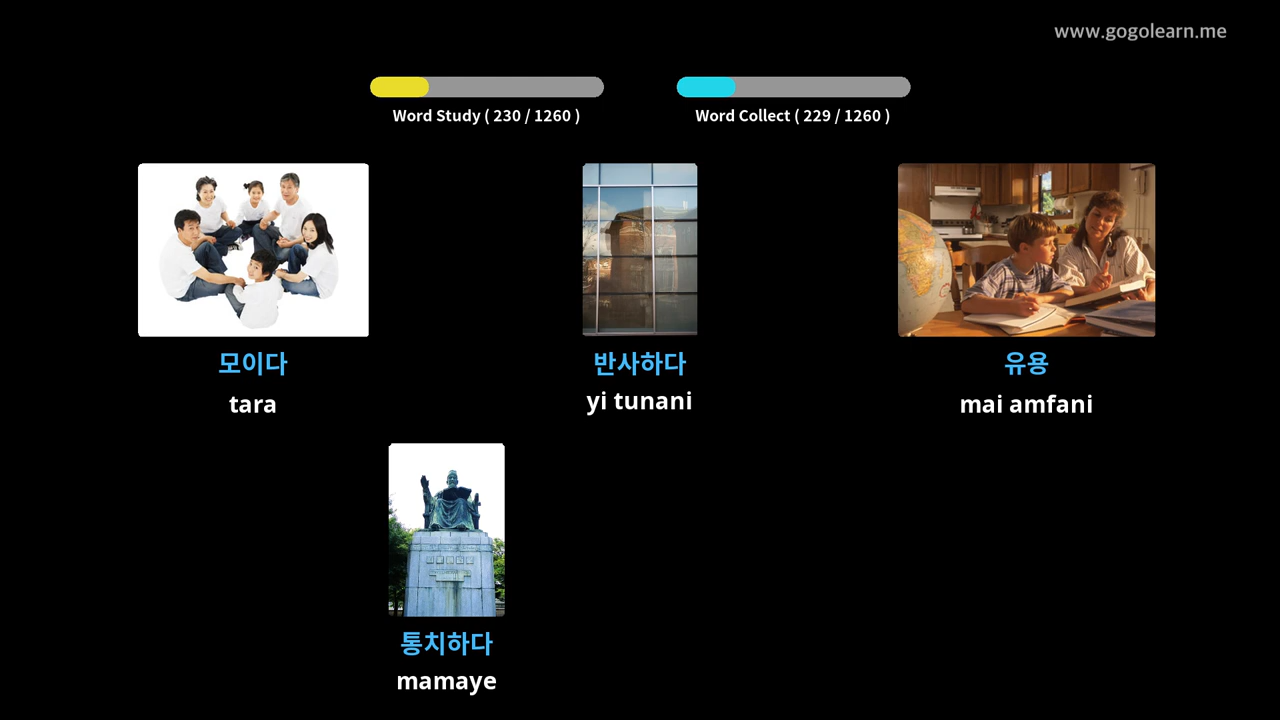 www.gogolearn.me
Word Study ( 230 / 1260 )
Word Collect ( 229 / 1260 )
모이다
tara
반사하다
yi tunani
유용
mai amfani
통치하다
mamaye